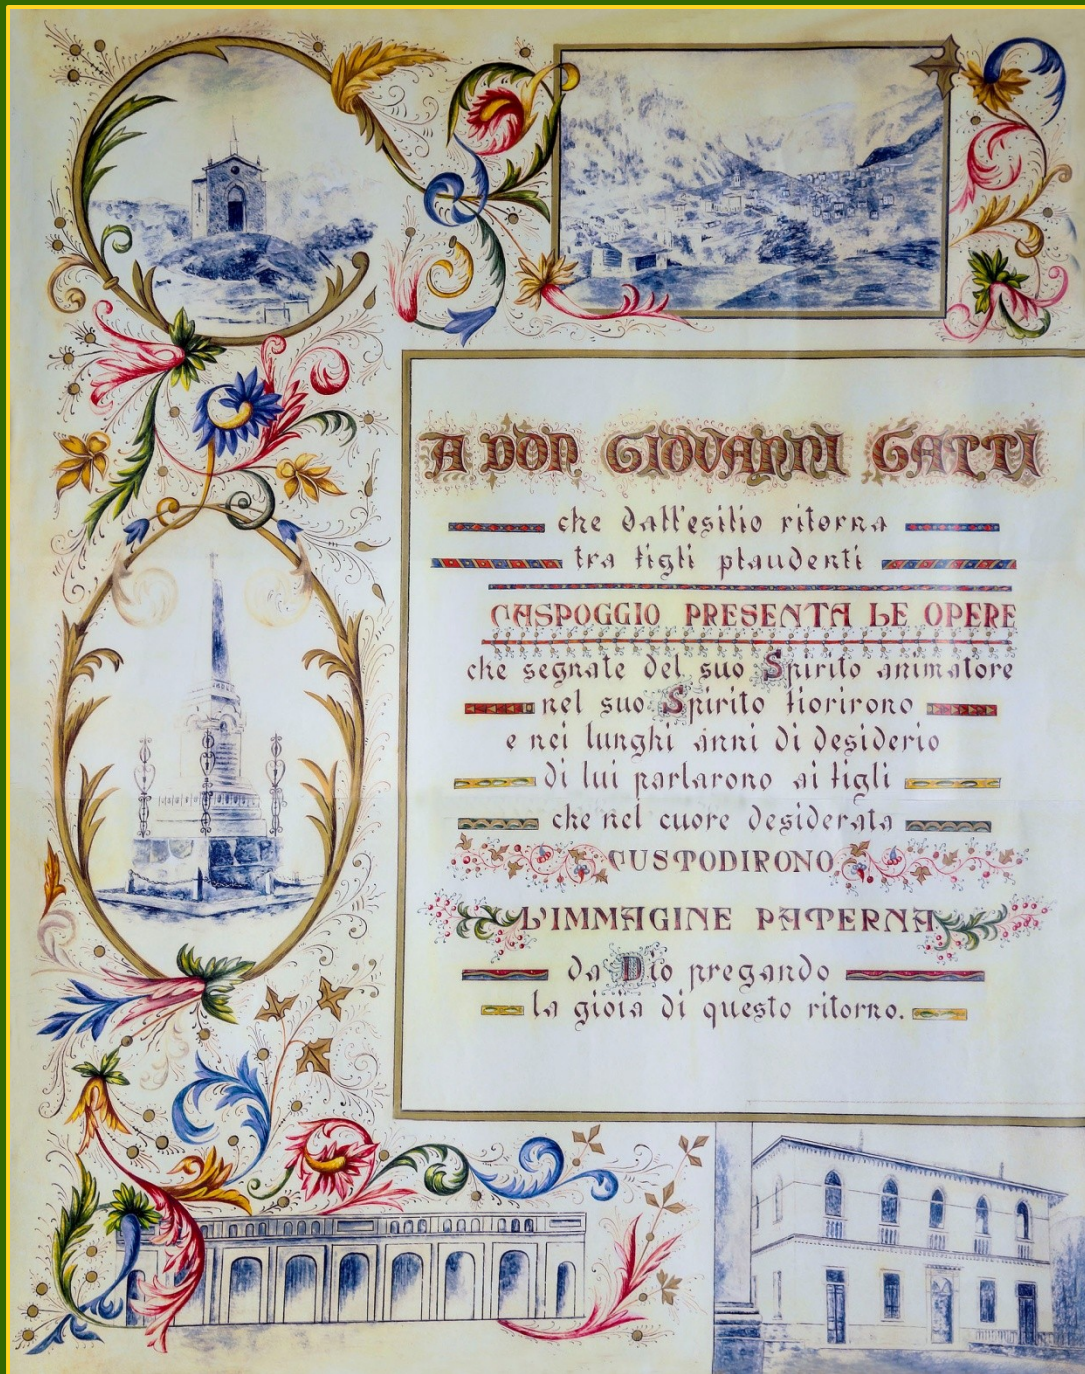 A DON GIOVANNI GATTI
che dall'esilio ritorna
tra figli plaudenti
CASPOGGIO PRESENTA LE OPERE
che segnate del suo Spirito animatore
nel suo Spirito fiorirono
e nei lunghi anni di desiderio
di lui parlarono ai figli
che nel cuore desiderata
CUSTODIRONO
L'IMMAGINE PATERNA
da Dio pregando
la gioia di questo ritorno.